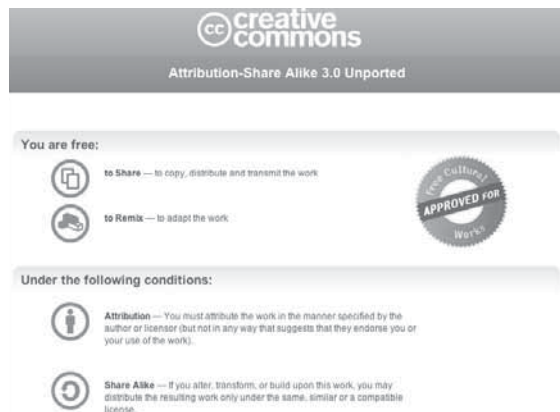 cc creative commons
Attribution-Share Alike 3.0 Unported
You are free:
to Share — to copy, distribute and transmit the work
to Remix — to adapt the work
Free Cultural
APPROVED FOR
Works
Under the following conditions:
Attribution — You must attribute the work in the manner specified by the
author or licensor (but not in any way that suggests that they endorse you or
your use of the work).
Share Alike — If you alter, transform, or build upon this work, you may
distribute the resulting work only under the same, similar or a compatible
license.